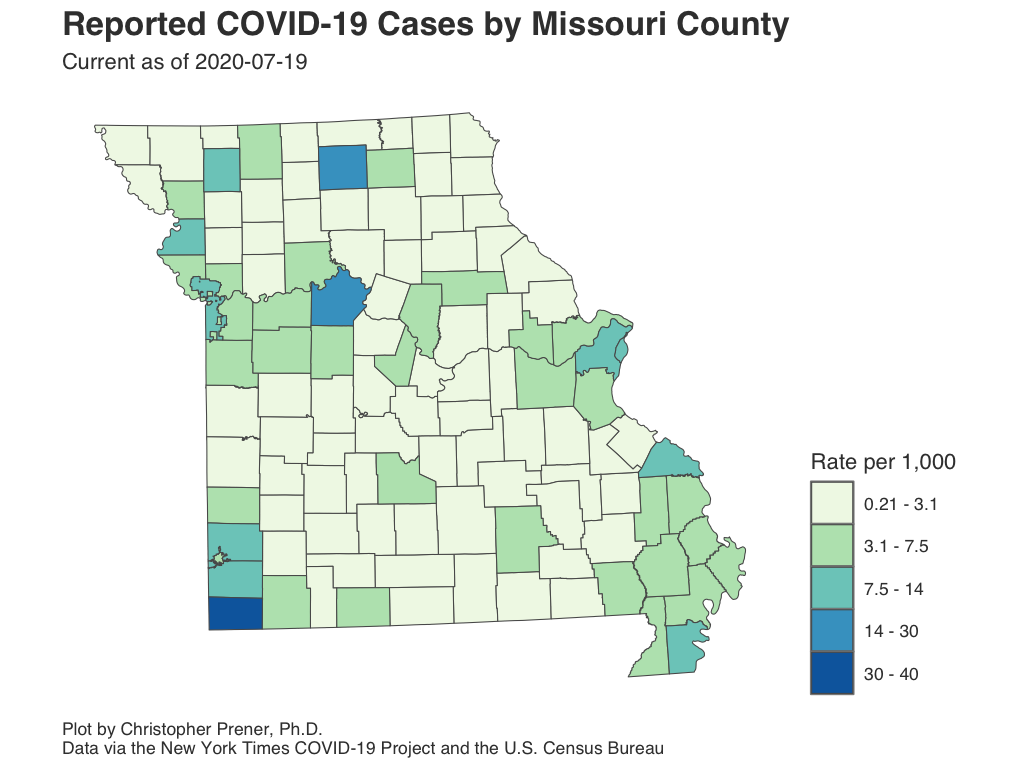 Reported COVID-19 Cases by Missouri County
Current as of 2020-07-19
Rate per 1,000
0.21 - 3.1
3.1 - 7.5
7.5 - 14
14 - 30
30 - 40
Plot by Christopher Prener, Ph.D.
Data via the New York Times COVID-19 Project and the U.S. Census Bureau